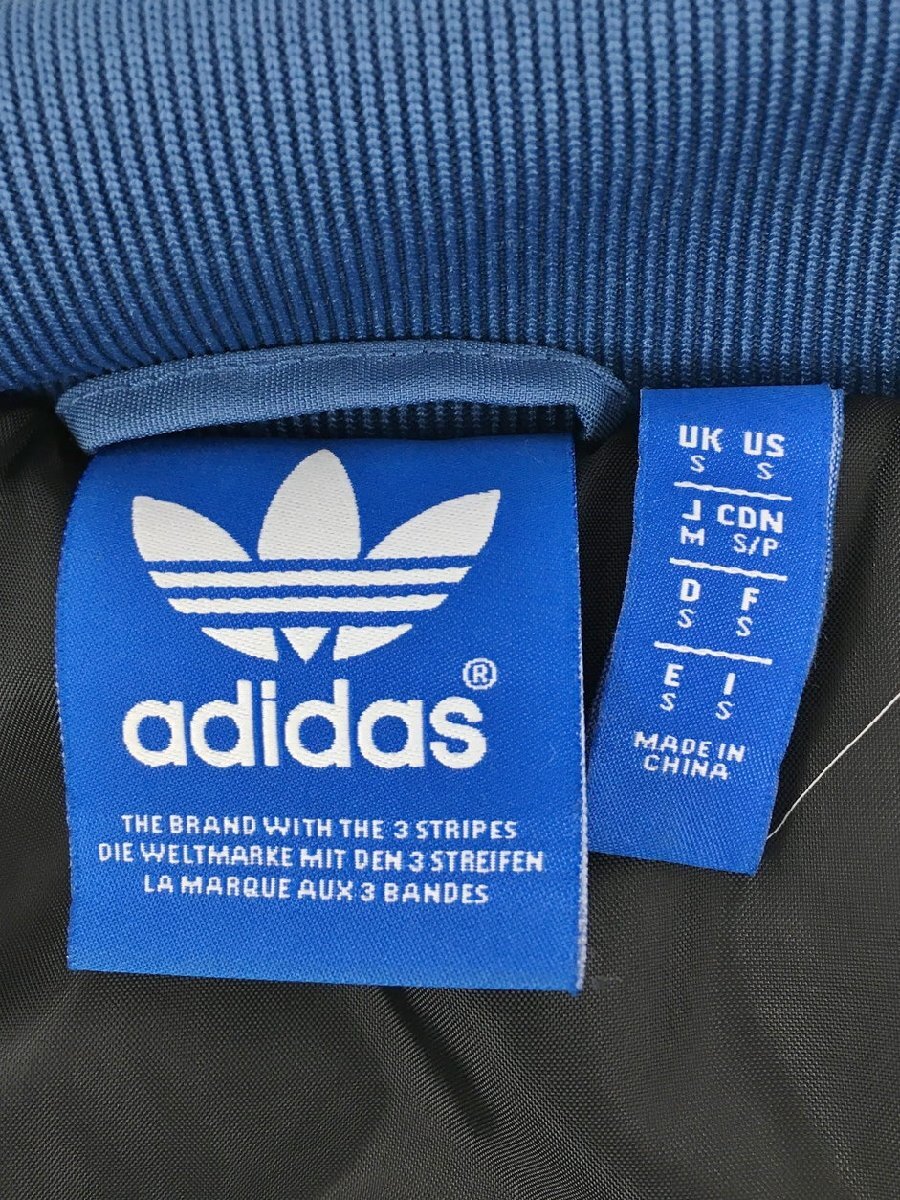 adidas®
THE BRAND WITH THE 3 STRIPES
DIE WELTMARKE MIT DEN 3 STREIFEN
LA MARQUE AUX 3 BANDES
UK US
S S
J CDN
M S/P
D F
S S
E I
S S
MADE IN
CHINA